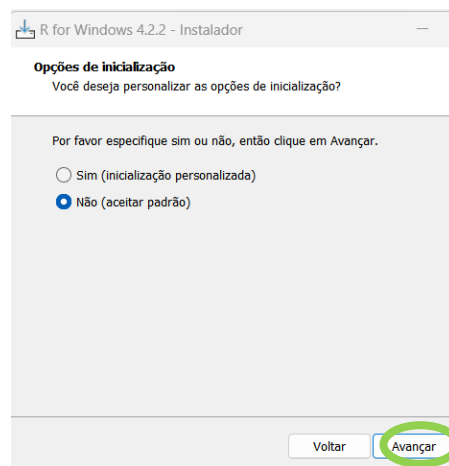 R for Windows 4.2.2 - Instalador
Opções de inicialização
Você deseja personalizar as opções de inicialização?
Por favor especifique sim ou não, então clique em Avançar.
Sim (inicialização personalizada)
Não (aceitar padrão)
Voltar Avançar